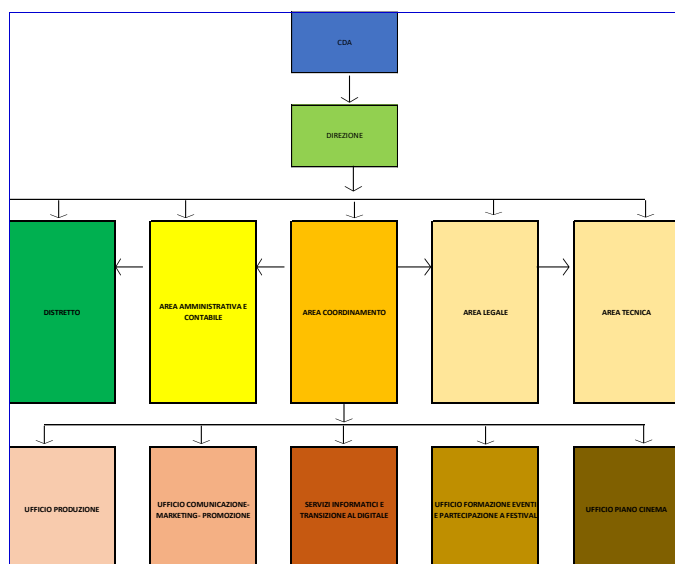 CDA
DIREZIONE
DISTRETTO
AREA AMMINISTRATIVA E
CONTABILE
AREA COORDINAMENTO
AREA LEGALE
AREA TECNICA
UFFICIO PRODUZIONE
UFFICIO COMUNICAZIONE-
MARKETING- PROMOZIONE
SERVIZI INFORMATICI E
TRANSIZIONE AL DIGITALE
UFFICIO FORMAZIONE EVENTI
E PARTECIPAZIONE A FESTIVAL
UFFICIO PIANO CINEMA